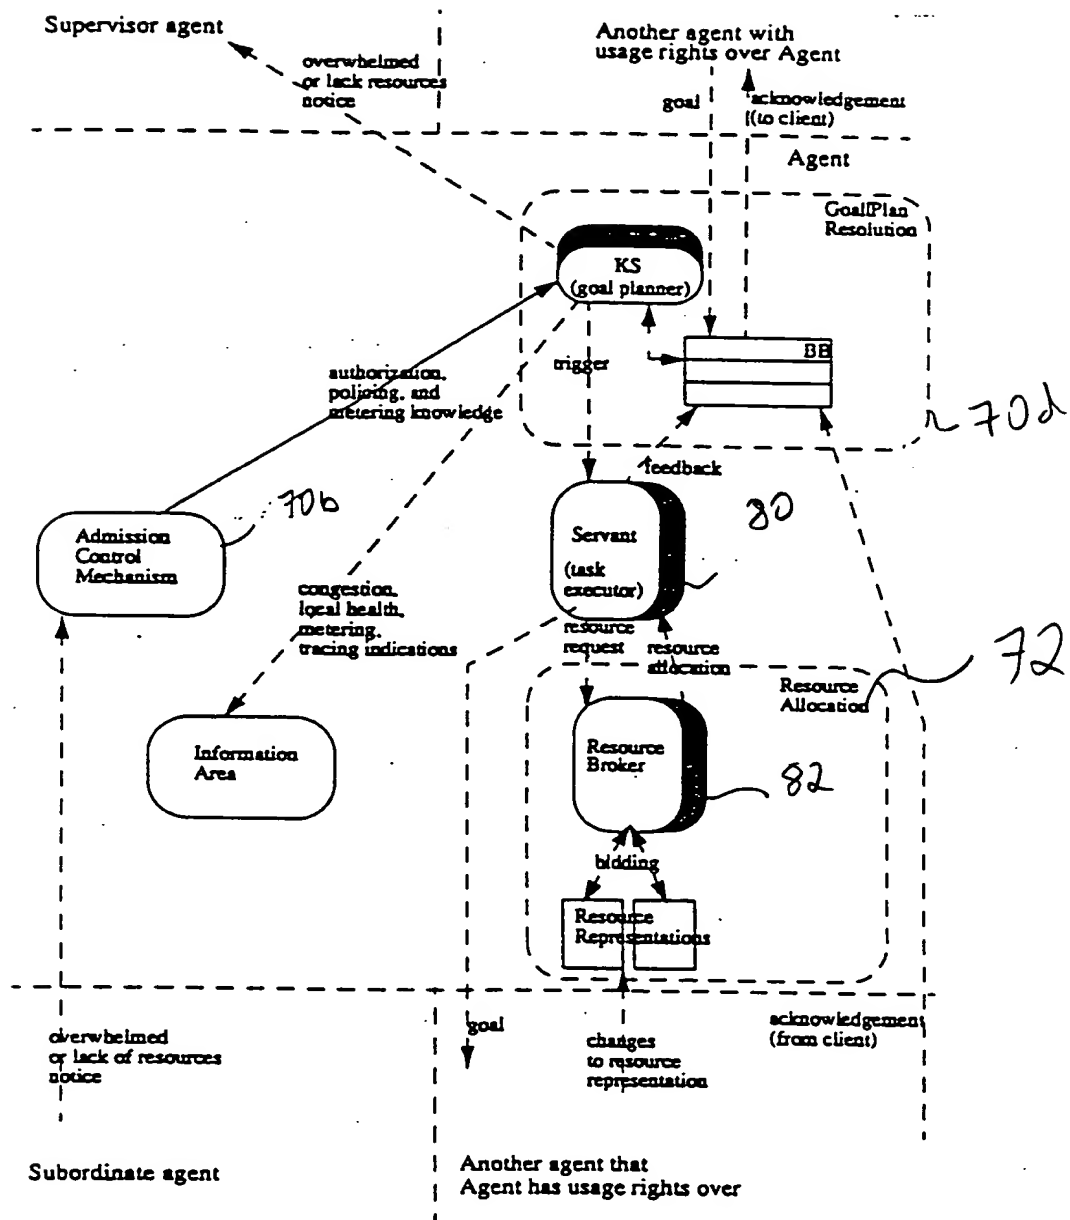 Supervisor agent
Another agent with
usage rights over Agent
overwhelmed
or lack resources
notice
goal
acknowledgement
(to client)
Agent
Goal/Plan
Resolution
KS
(goal planner)
BB
trigger
authorization,
policing, and
metering knowledge
70d
feedback
70b
80
Admission
Control
Mechanism
Servant
(task
executor)
congestion,
local health,
metering,
tracing indications
resource
request
resource
allocation
72
Resource
Allocation
Information
Area
Resource
Broker
82
bidding
Resource
Representations
goal
acknowledgement
(from client)
overwhelmed
or lack of resources
notice
changes
to resource
representation
Subordinate agent
Another agent that
Agent has usage rights over